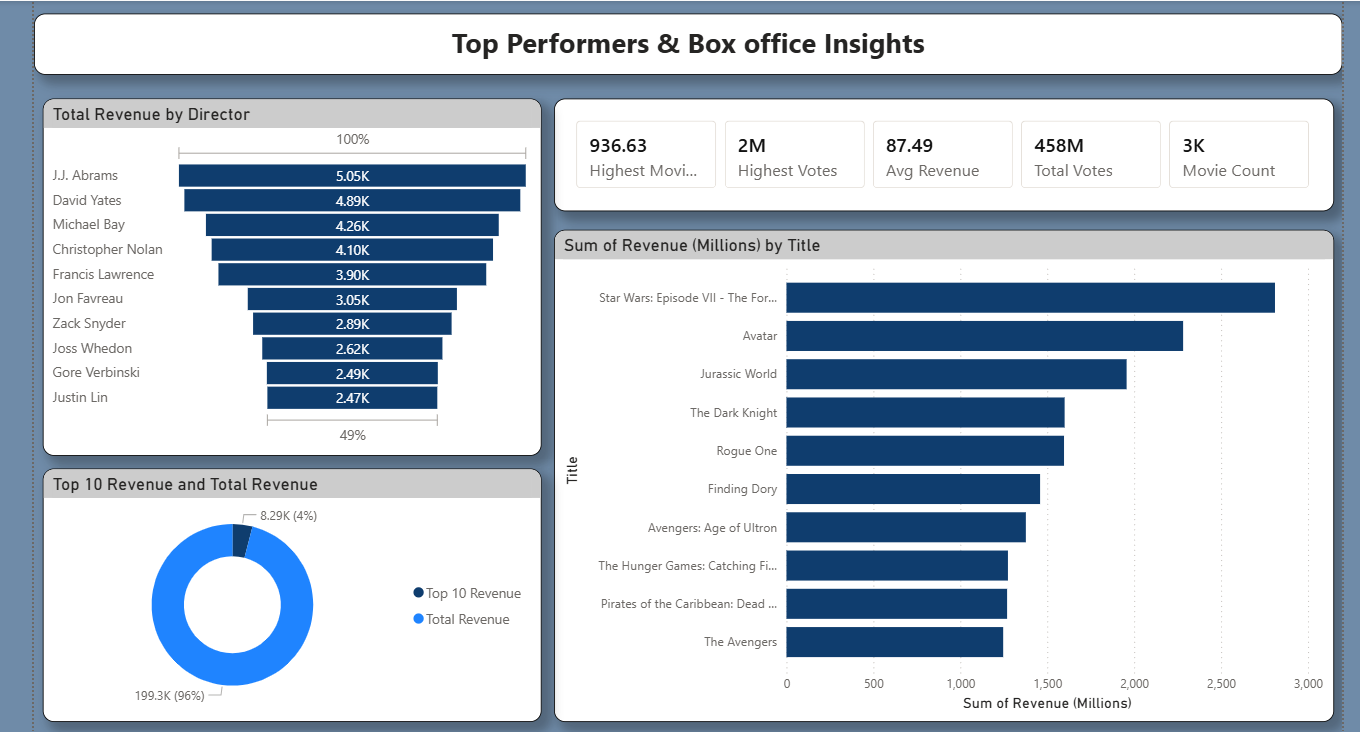 Top Performers & Box office Insights
Total Revenue by Director
100%
J.J. Abrams 5.05K
David Yates 4.89K
Michael Bay 4.26K
Christopher Nolan 4.10K
Francis Lawrence 3.90K
Jon Favreau 3.05K
Zack Snyder 2.89K
Joss Whedon 2.62K
Gore Verbinski 2.49K
Justin Lin 2.47K
49%
936.63
Highest Movi...
2M
Highest Votes
87.49
Avg Revenue
458M
Total Votes
3K
Movie Count
Top 10 Revenue and Total Revenue
8.29K (4%)
199.3K (96%)
Top 10 Revenue
Total Revenue
Sum of Revenue (Millions) by Title
Title
Star Wars: Episode VII - The For...
Avatar
Jurassic World
The Dark Knight
Rogue One
Finding Dory
Avengers: Age of Ultron
The Hunger Games: Catching Fi...
Pirates of the Caribbean: Dead ...
The Avengers
0 500 1,000 1,500 2,000 2,500 3,000
Sum of Revenue (Millions)